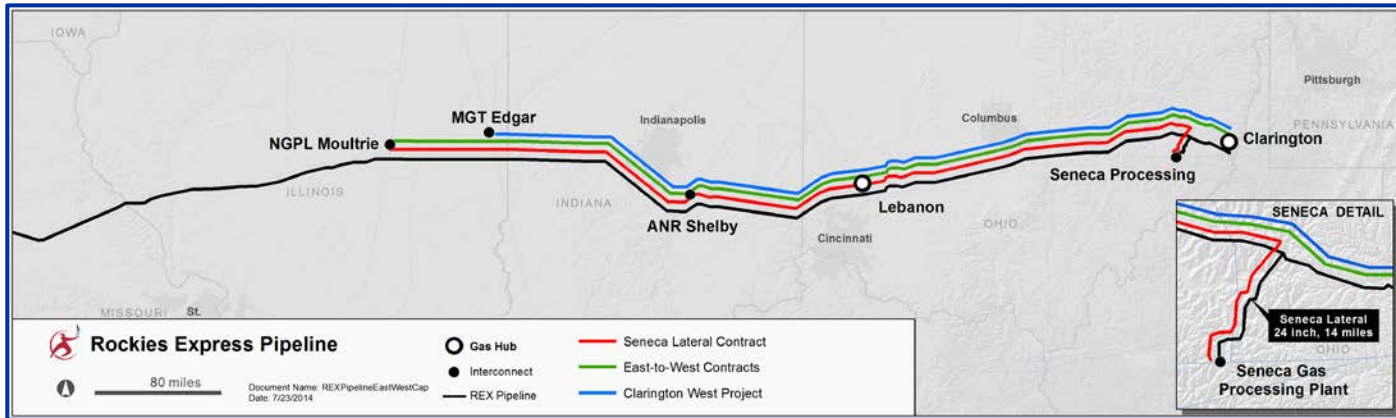 IOWA
Pittsburgh
MGT Edgar
Indianapolis
Columbus
PENNSYLVANIA
NGPL Moultrie
Clarington
Seneca Processing
ILLINOIS
INDIANA
Lebanon
ANR Shelby
OHIO
Cincinnati
SENECA DETAIL
MISSOURI
St.
Seneca Lateral
24 inch, 14 miles
OHIO
Seneca Gas
Processing Plant
Rockies Express Pipeline
80 miles
Document Name: REXPipelineEastWestCap
Date: 7/23/2014
Gas Hub
Interconnect
REX Pipeline
Seneca Lateral Contract
East-to-West Contracts
Clarington West Project